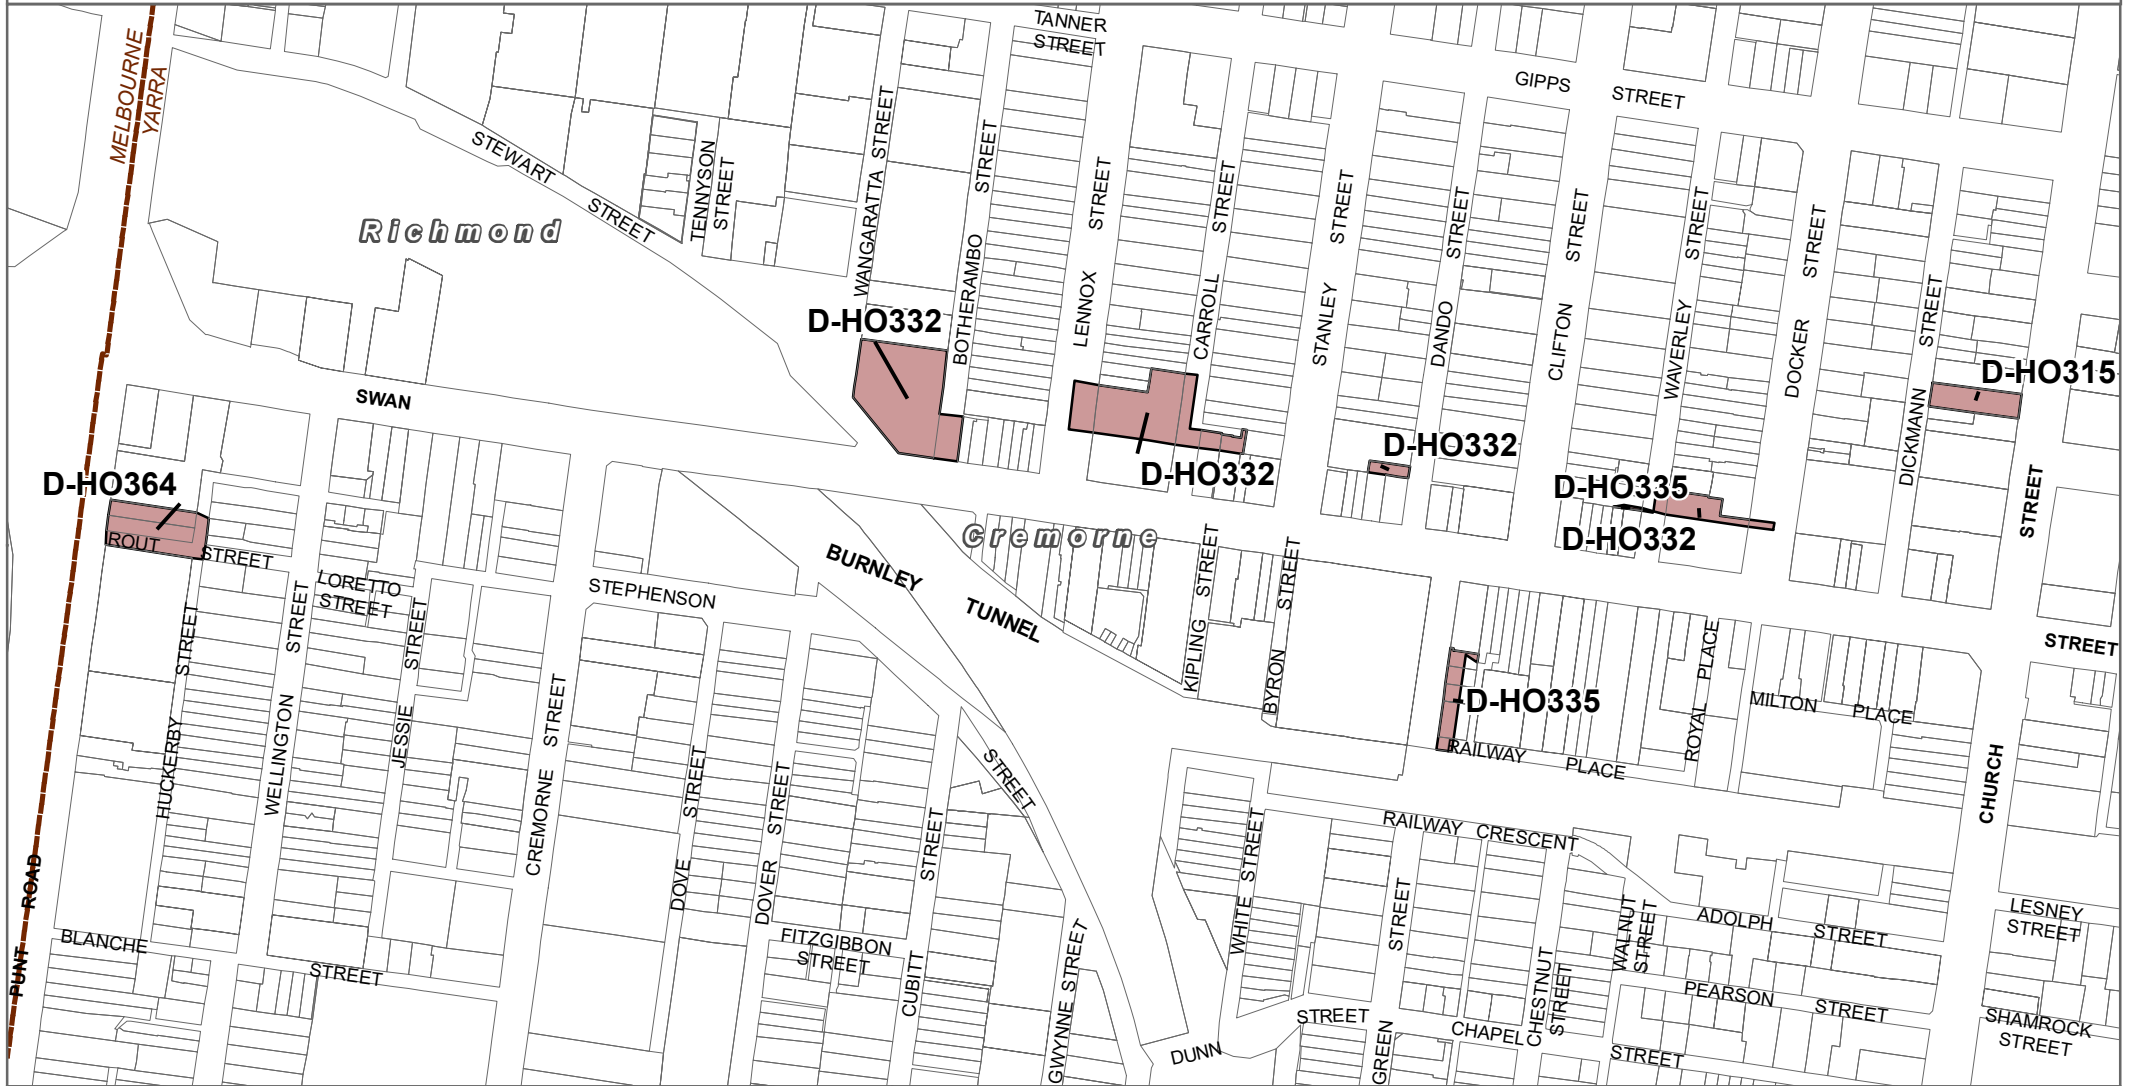 TANNER
STREET
GIPPS STREET
MELBOURNE
YARRA
STEWART STREET
TENNYSON
STREET
WANGARATTA STREET
BOTHERAMBO STREET
LENNOX STREET
CARROLL STREET
STANLEY STREET
DANDO STREET
CLIFTON STREET
WAVERLEY STREET
DOCKER STREET
DICKMANN STREET
Richmond
D-HO332
D-HO315
SWAN STREET
D-HO332
D-HO332
D-HO364
D-HO335
D-HO332
ROUT STREET
Cremorne
BURNLEY
TUNNEL
LORETTO
STREET
STEPHENSON STREET
KIPLING STREET
BYRON STREET
D-HO335
ROYAL PLACE
MILTON PLACE
RAILWAY PLACE
CHURCH STREET
HUCKERBY STREET
WELLINGTON STREET
JESSIE STREET
CREMORNE STREET
DOVE STREET
DOVER STREET
CUBITT STREET
GWYNNE STREET
WHITE STREET
RAILWAY CRESCENT
GREEN STREET
CHESTNUT
STREET
WALNUT
STREET
ADOLPH STREET
LESNEY
STREET
PEARSON STREET
SHAMROCK
STREET
PUNT ROAD
BLANCHE STREET
FITZGIBBON
STREET
DUNN STREET
CHAPEL STREET